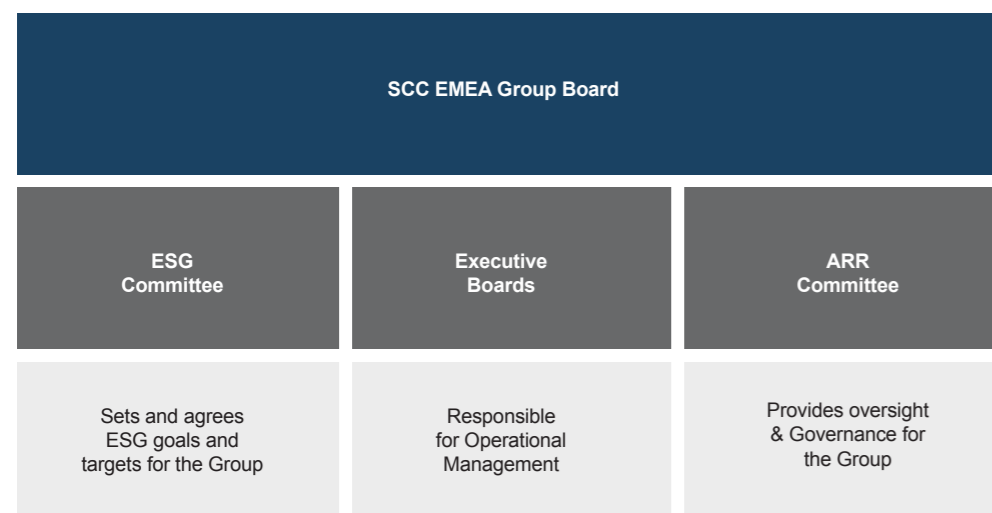 SCC EMEA Group Board
ESG
Committee
Executive
Boards
ARR
Committee
Sets and agrees
ESG goals and
targets for the Group
Responsible
for Operational
Management
Provides oversight
& Governance for
the Group